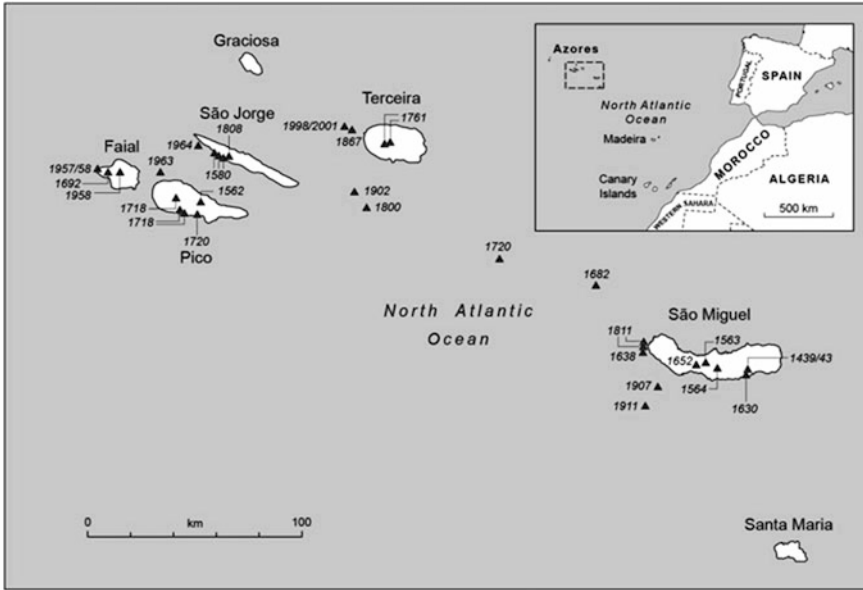 Graciosa
São Jorge
1808
1964
1580
Terceira
1998/2001
1761
1867
Faial
1957/58
1692
1958
1963
1562
1718
1718
1720
Pico
1902
1800
1720
1682
North Atlantic
Ocean
São Miguel
1811
1638
1563
1652
1439/43
1564
1630
1907
1911
Santa Maria
0 km 100
Azores
PORTUGAL
SPAIN
North Atlantic
Ocean
Madeira
MOROCCO
Canary
Islands
ALGERIA
WESTERN SAHARA
500 km